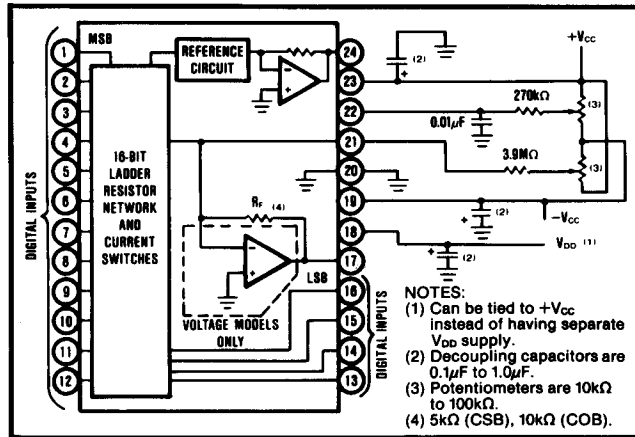 MSB
REFERENCE
CIRCUIT
16-BIT
LADDER
RESISTOR
NETWORK
AND
CURRENT
SWITCHES
DIGITAL INPUTS
1
2
3
4
5
6
7
8
9
10
11
12
RF (4)
VOLTAGE MODELS
ONLY
LSB
24
23
22
21
20
19
18
17
16
15
14
13
DIGITAL INPUTS
(2)
+VCC
270kΩ
(3)
0.01µF
3.9MΩ
(3)
(2)
-VCC
VDD (1)
(2)
NOTES:
(1) Can be tied to +VCC
instead of having separate
VDD supply.
(2) Decoupling capacitors are
0.1µF to 1.0µF.
(3) Potentiometers are 10kΩ
to 100kΩ.
(4) 5kΩ (CSB), 10kΩ (COB).